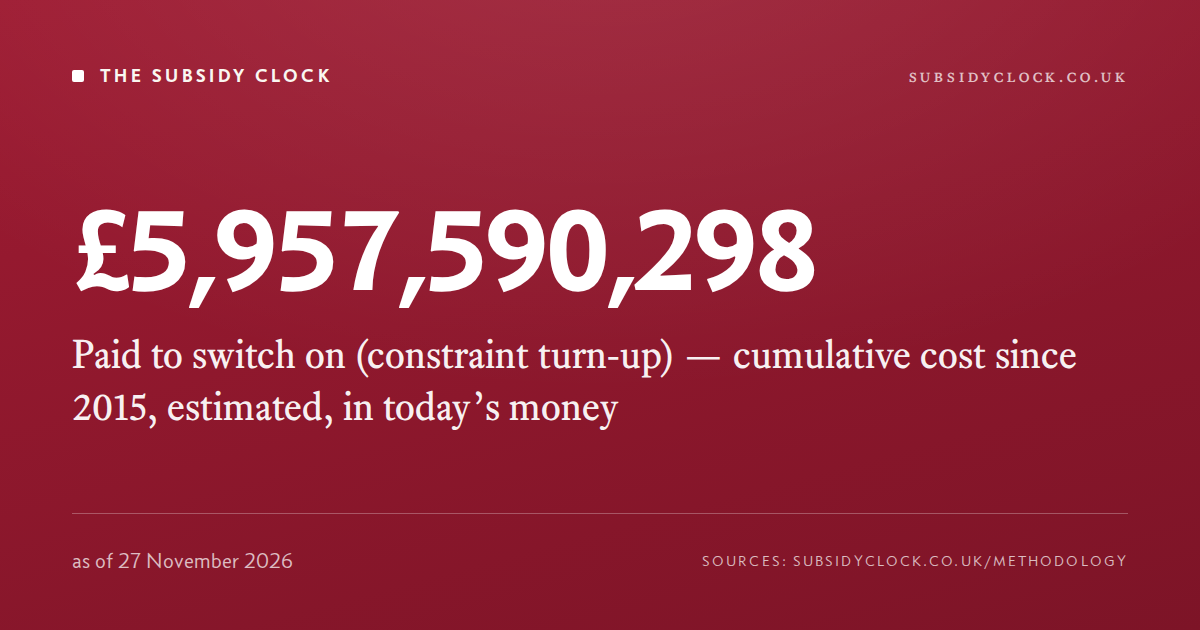 THE SUBSIDY CLOCK
SUBSIDYCLOCK.CO.UK
£5,957,590,298
Paid to switch on (constraint turn-up) — cumulative cost since
2015, estimated, in today’s money
as of 27 November 2026
SOURCES: SUBSIDYCLOCK.CO.UK/METHODOLOGY